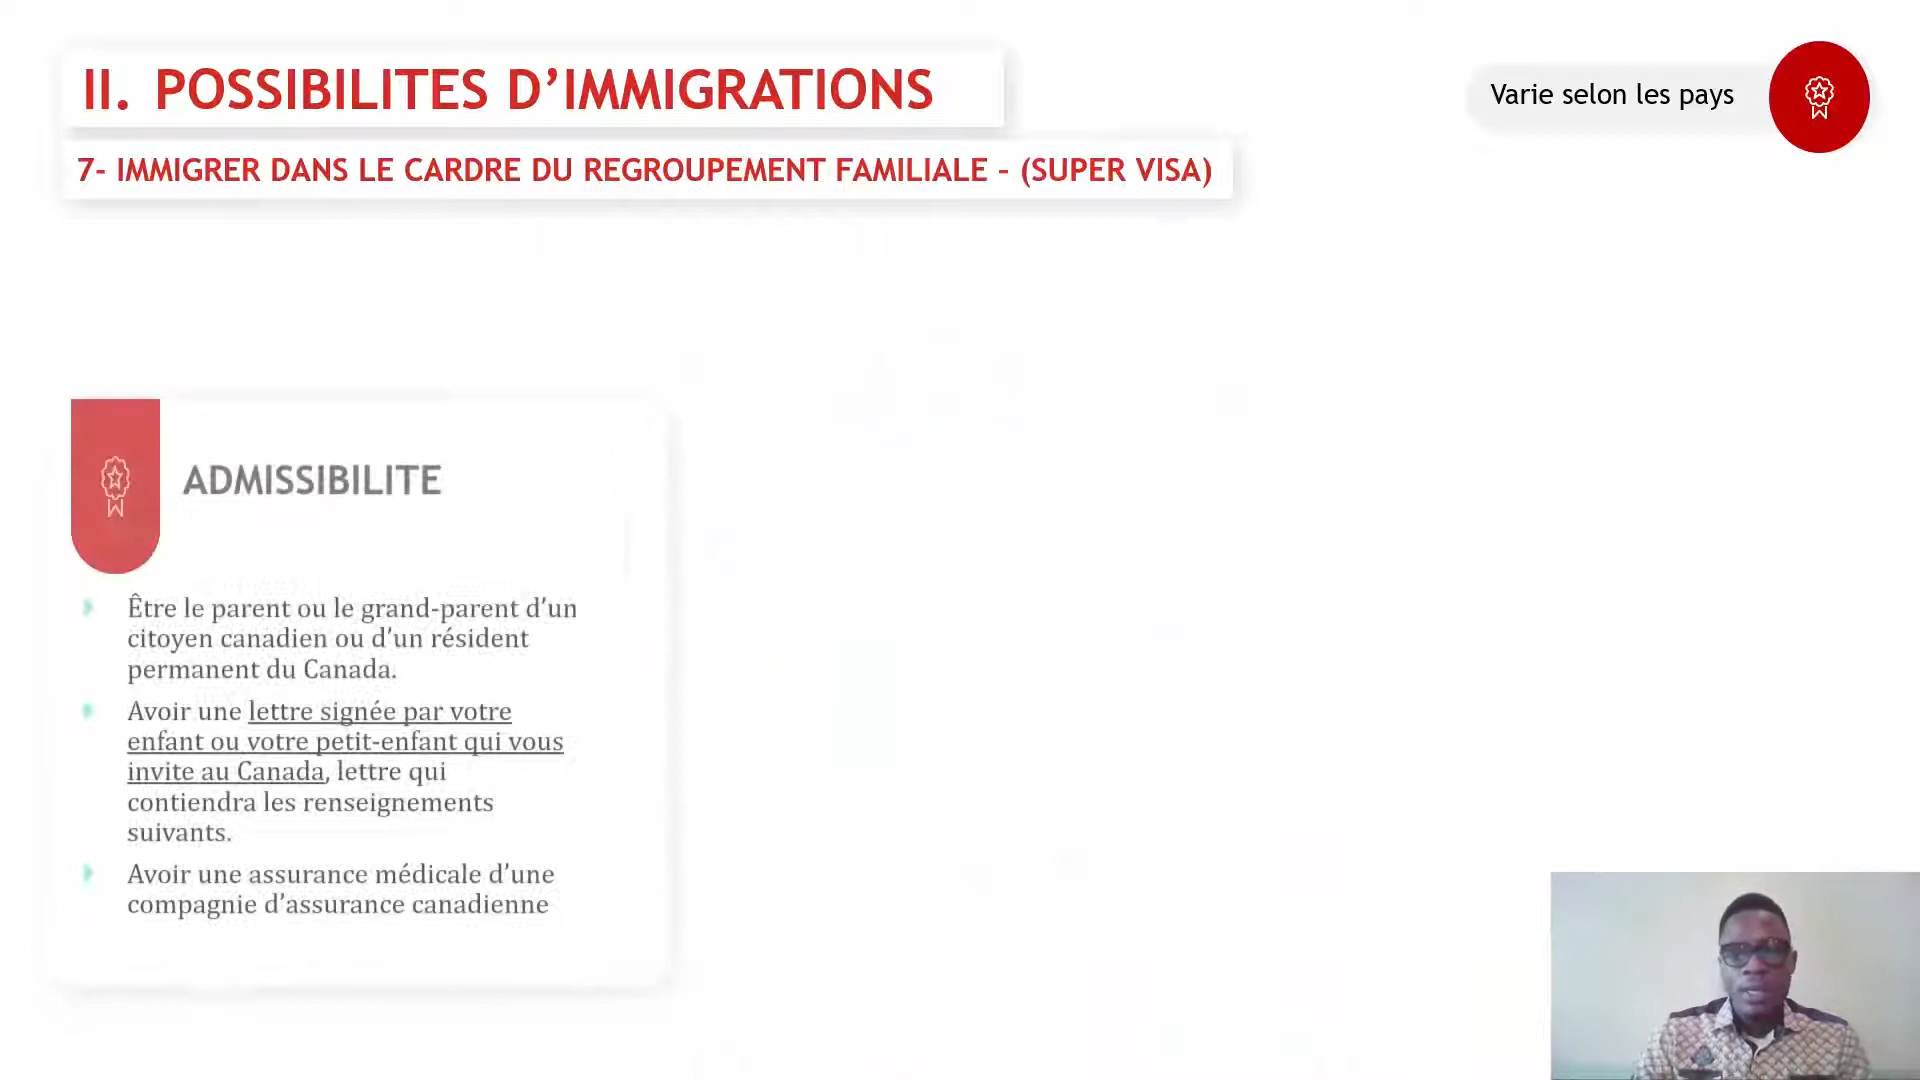 II. POSSIBILITES D’IMMIGRATIONS
Varie selon les pays
7- IMMIGRER DANS LE CARDRE DU REGROUPEMENT FAMILIALE – (SUPER VISA)
ADMISSIBILITE
Être le parent ou le grand-parent d’un
citoyen canadien ou d’un résident
permanent du Canada.
Avoir une lettre signée par votre
enfant ou votre petit-enfant qui vous
invite au Canada, lettre qui
contiendra les renseignements
suivants.
Avoir une assurance médicale d’une
compagnie d’assurance canadienne